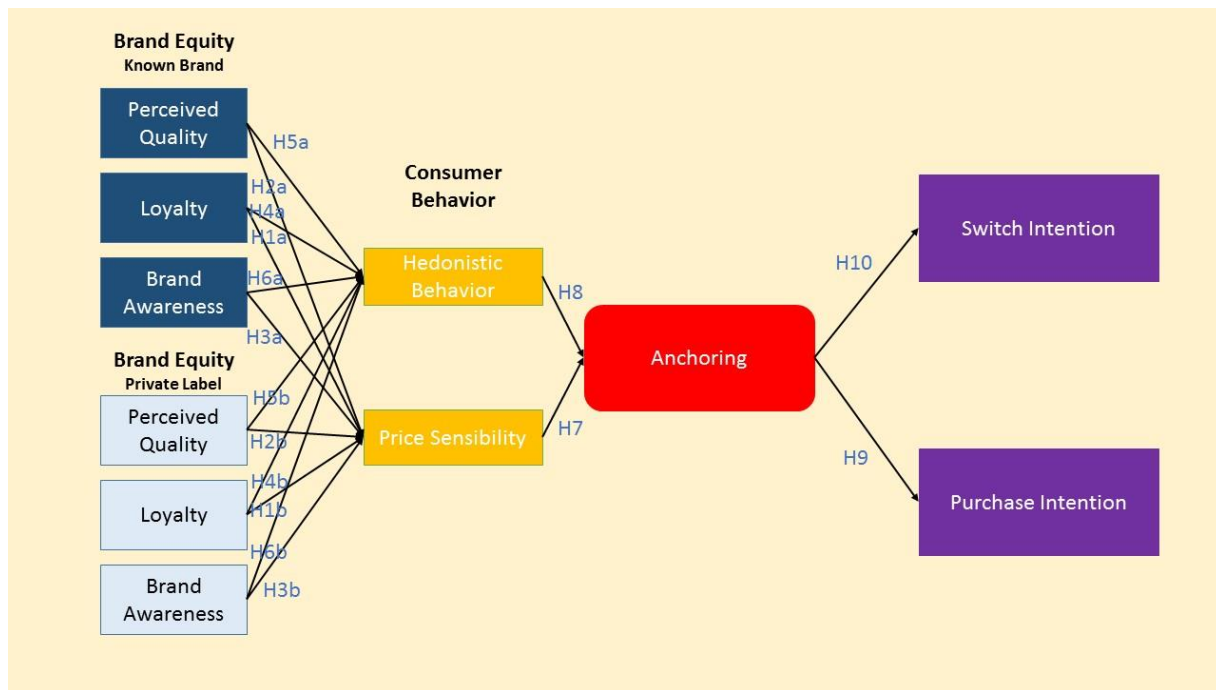 Brand Equity
Known Brand
Perceived
Quality
H5a
Loyalty
H2a
H4a
H1a
Brand
Awareness
H6a
H3a
Brand Equity
Private Label
Perceived
Quality
H5b
H2b
Loyalty
H4b
H1b
H6b
Brand
Awareness
H3b
Consumer
Behavior
Hedonistic
Behavior
Price Sensibility
H8
H7
Anchoring
H10
H9
Switch Intention
Purchase Intention